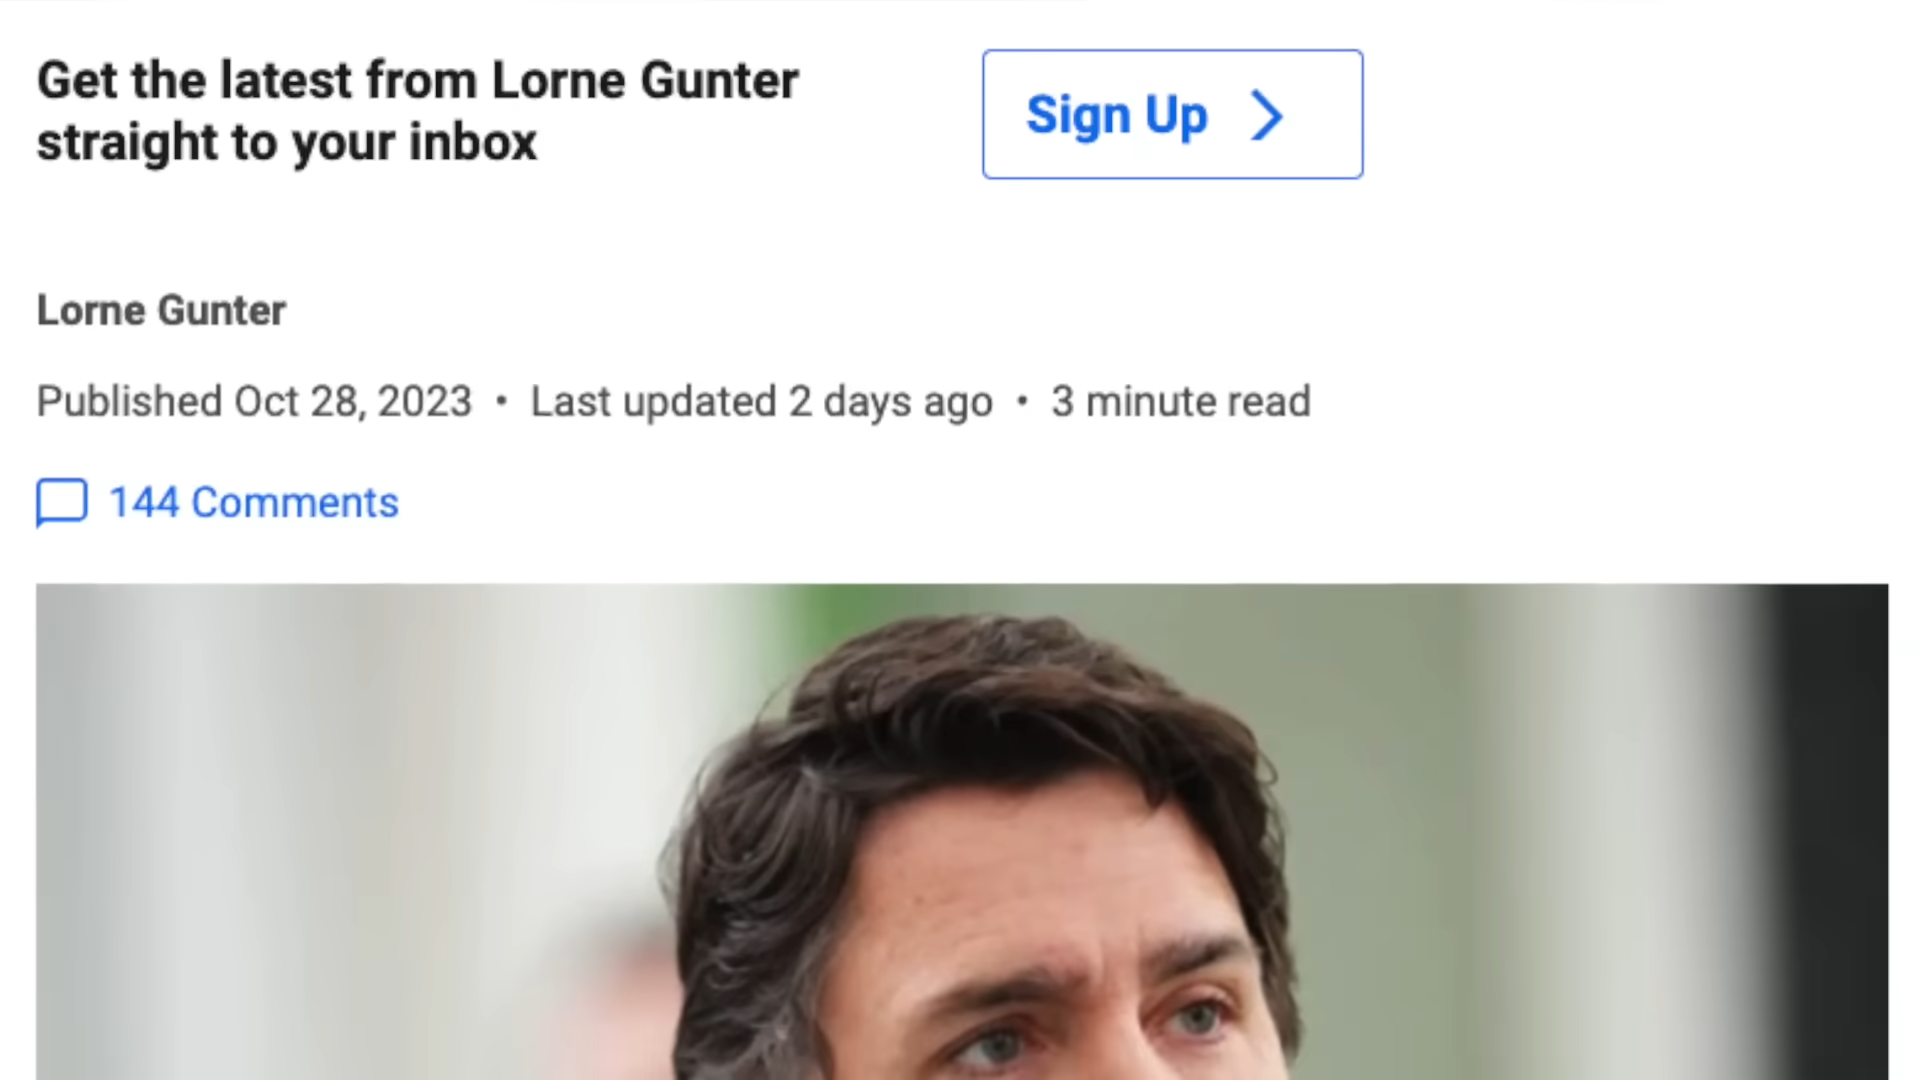 Get the latest from Lorne Gunter
straight to your inbox
Sign Up
Lorne Gunter
Published Oct 28, 2023 • Last updated 2 days ago • 3 minute read
144 Comments